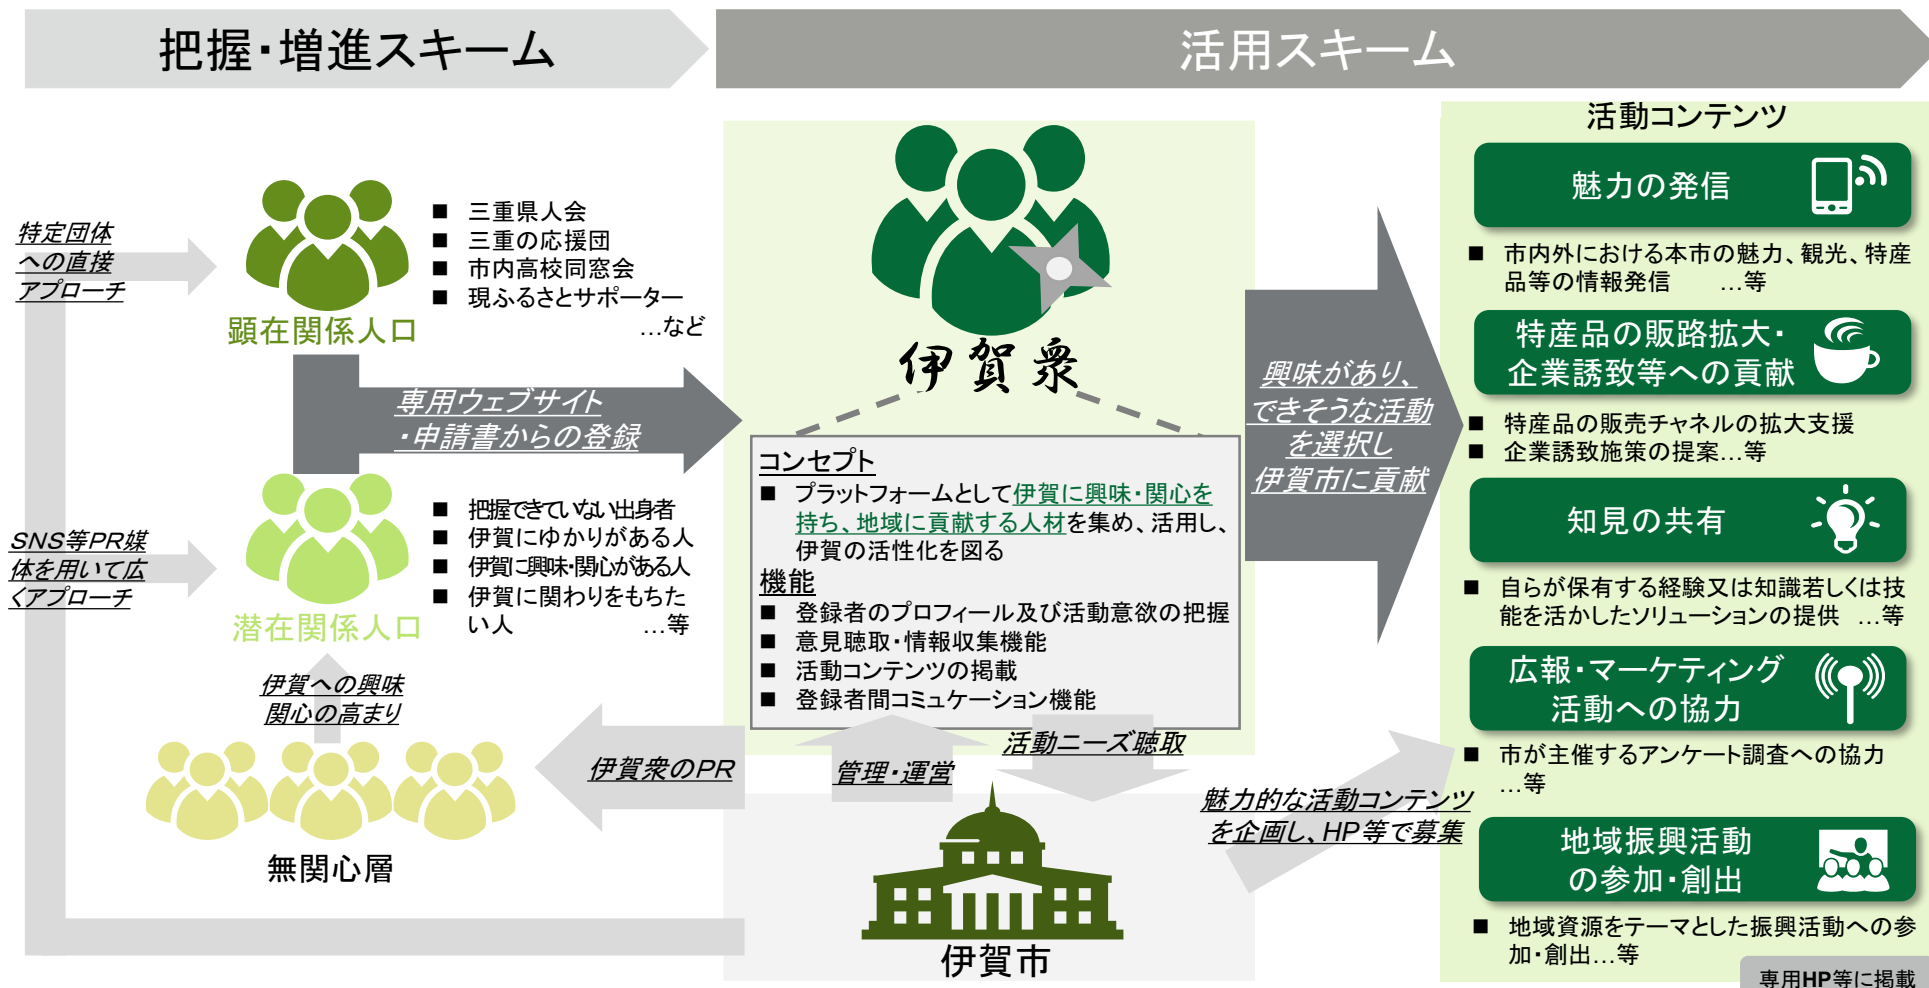 把握・増進スキーム
活用スキーム
特定団体
への直接
アプローチ
■ 三重県人会
■ 三重の応援団
■ 市内高校同窓会
■ 現ふるさとサポーター
…など
顕在関係人口
専用ウェブサイト
・申請書からの登録
SNS等PR媒
体を用いて広
くアプローチ
■ 把握できていない出身者
■ 伊賀にゆかりがある人
■ 伊賀に興味・関心がある人
■ 伊賀に関わりをもちた
い人 …等
潜在関係人口
伊賀への興味
関心の高まり
無関心層
伊賀衆のPR
伊賀衆
コンセプト
■ プラットフォームとして伊賀に興味・関心を
持ち、地域に貢献する人材を集め、活用し、
伊賀の活性化を図る
機能
■ 登録者のプロフィール及び活動意欲の把握
■ 意見聴取・情報収集機能
■ 活動コンテンツの掲載
■ 登録者間コミュケーション機能
管理・運営
活動ニーズ聴取
伊賀市
興味があり、
できそうな活動
を選択し
伊賀市に貢献
魅力的な活動コンテンツ
を企画し、HP等で募集
活動コンテンツ
魅力の発信
■ 市内外における本市の魅力、観光、特産
品等の情報発信 …等
特産品の販路拡大・
企業誘致等への貢献
■ 特産品の販売チャネルの拡大支援
■ 企業誘致施策の提案…等
知見の共有
■ 自らが保有する経験又は知識若しくは技
能を活かしたソリューションの提供 …等
広報・マーケティング
活動への協力
■ 市が主催するアンケート調査への協力
…等
地域振興活動
の参加・創出
■ 地域資源をテーマとした振興活動への参
加・創出…等
専用HP等に掲載